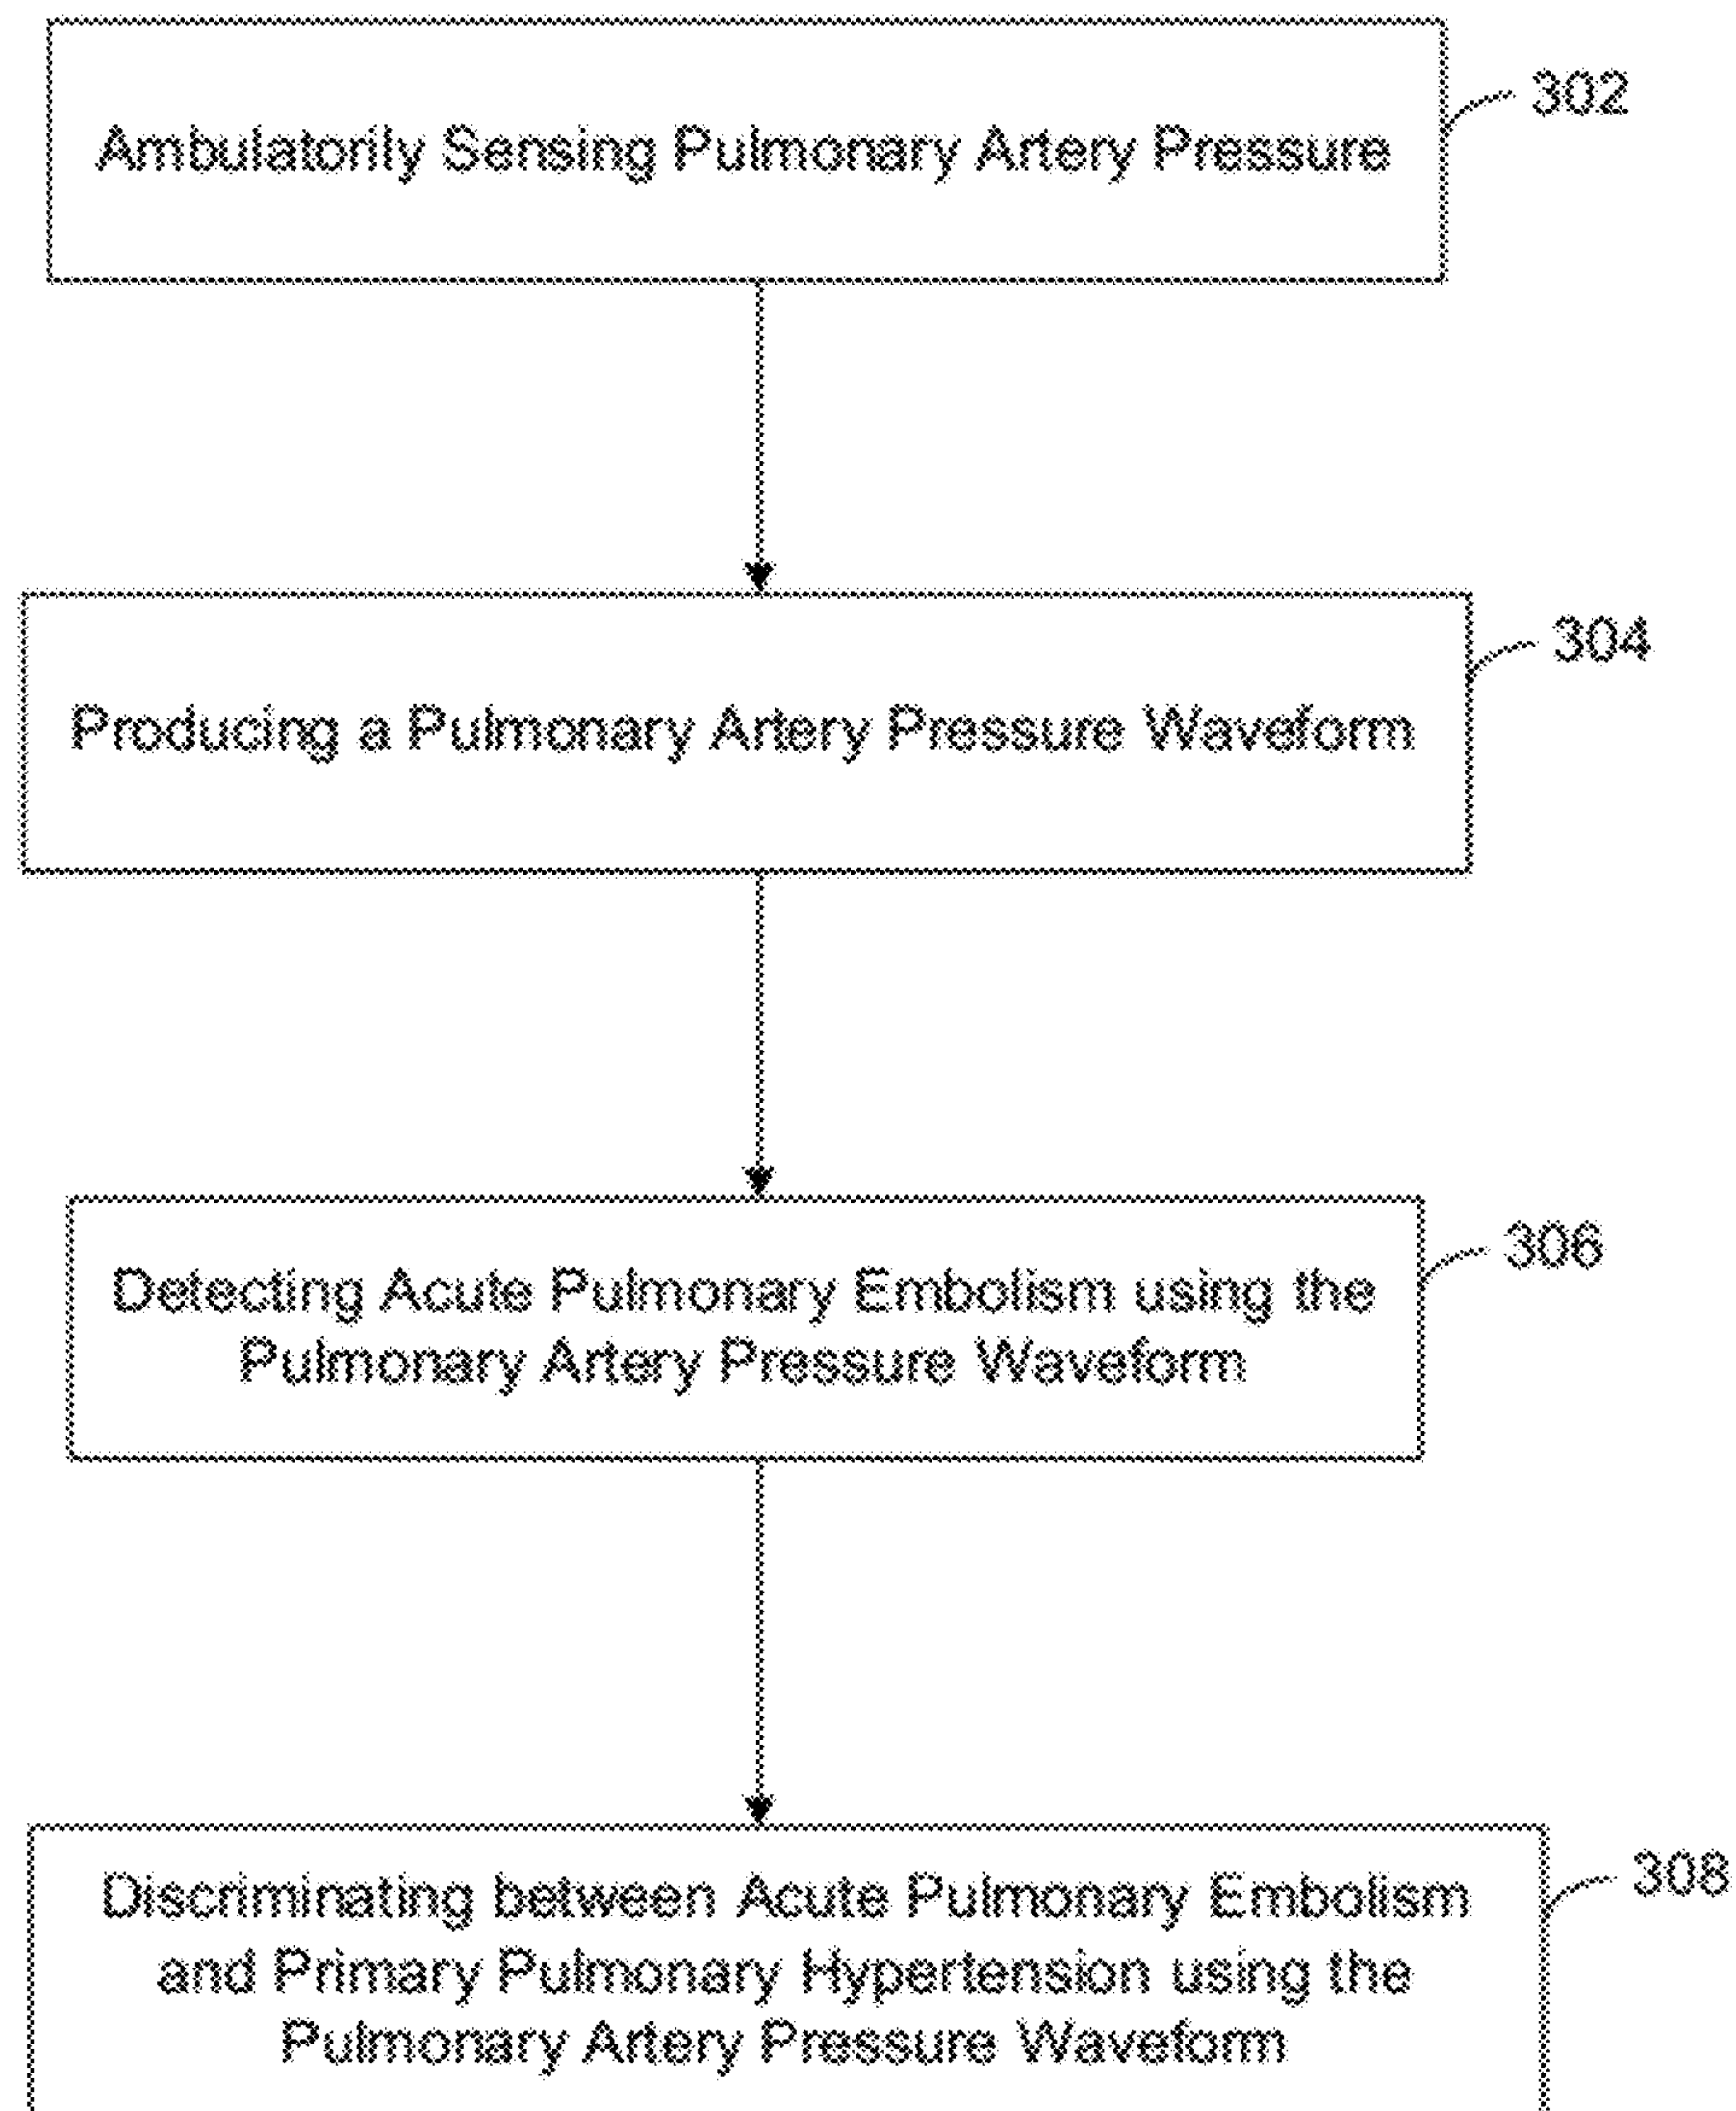 Ambulatorily Sensing Pulmonary Artery Pressure
302
Producing a Pulmonary Artery Pressure Waveform
304
Detecting Acute Pulmonary Embolism using the
Pulmonary Artery Pressure Waveform
306
Discriminating between Acute Pulmonary Embolism
and Primary Pulmonary Hypertension using the
Pulmonary Artery Pressure Waveform
308